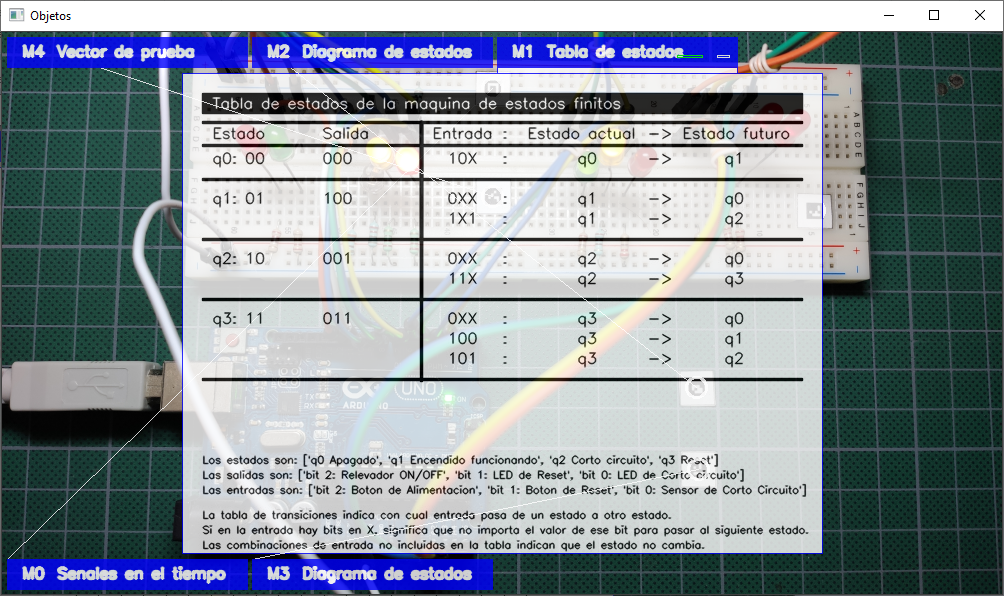 Objetos
M4 Vector de prueba M2 Diagrama de estados M1 Tabla de estados
Tabla de estados de la maquina de estados finitos
Estado Salida Entrada : Estado actual -> Estado futuro
q0: 00 000 10X : q0 -> q1
q1: 01 100 0XX : q1 -> q0
1X1 : q1 -> q2
q2: 10 001 0XX : q2 -> q0
11X : q2 -> q3
q3: 11 011 0XX : q3 -> q0
100 : q3 -> q1
101 : q3 -> q2
UNO
ARDUINO
Los estados son: ['q0 Apagado', 'q1 Encendido funcionando', 'q2 Corto circuito', 'q3 Reset']
Las salidas son: ['bit 2: Relevador ON/OFF', 'bit 1: LED de Reset', 'bit 0: LED de Corto circuito']
Las entradas son: ['bit 2: Boton de Alimentacion', 'bit 1: Boton de Reset', 'bit 0: Sensor de Corto Circuito']
La tabla de transiciones indica con cual entrada pasa de un estado a otro estado.
Si en la entrada hay bits en X, significa que no importa el valor de ese bit para pasar al siguiente estado.
Las combinaciones de entrada no incluidas en la tabla indican que el estado no cambia.
M0 Senales en el tiempo M3 Diagrama de estados